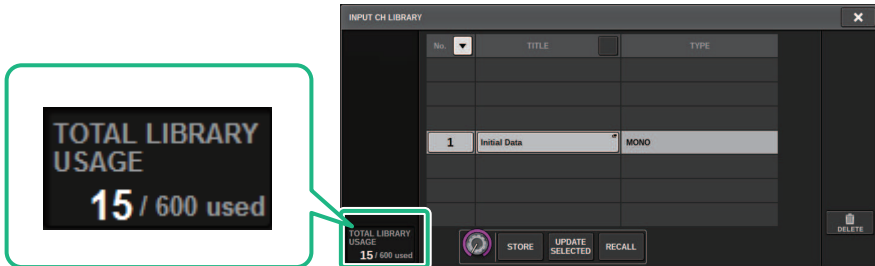 TOTAL LIBRARY
USAGE
15 / 600 used
INPUT CH LIBRARY
No. TITLE TYPE
1 Initial Data MONO
TOTAL LIBRARY
USAGE
15 / 600 used
STORE
UPDATE
SELECTED
RECALL
DELETE